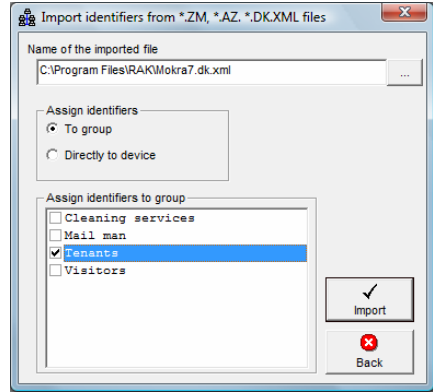 Import identifiers from *.ZM, *.AZ. *.DK.XML files
Name of the imported file
C:\Program Files\RAK\Mokra7.dk.xml
...
Assign identifiers
To group
Directly to device
Assign identifiers to group
Cleaning services
Mail man
Tenants
Visitors
Import
Back